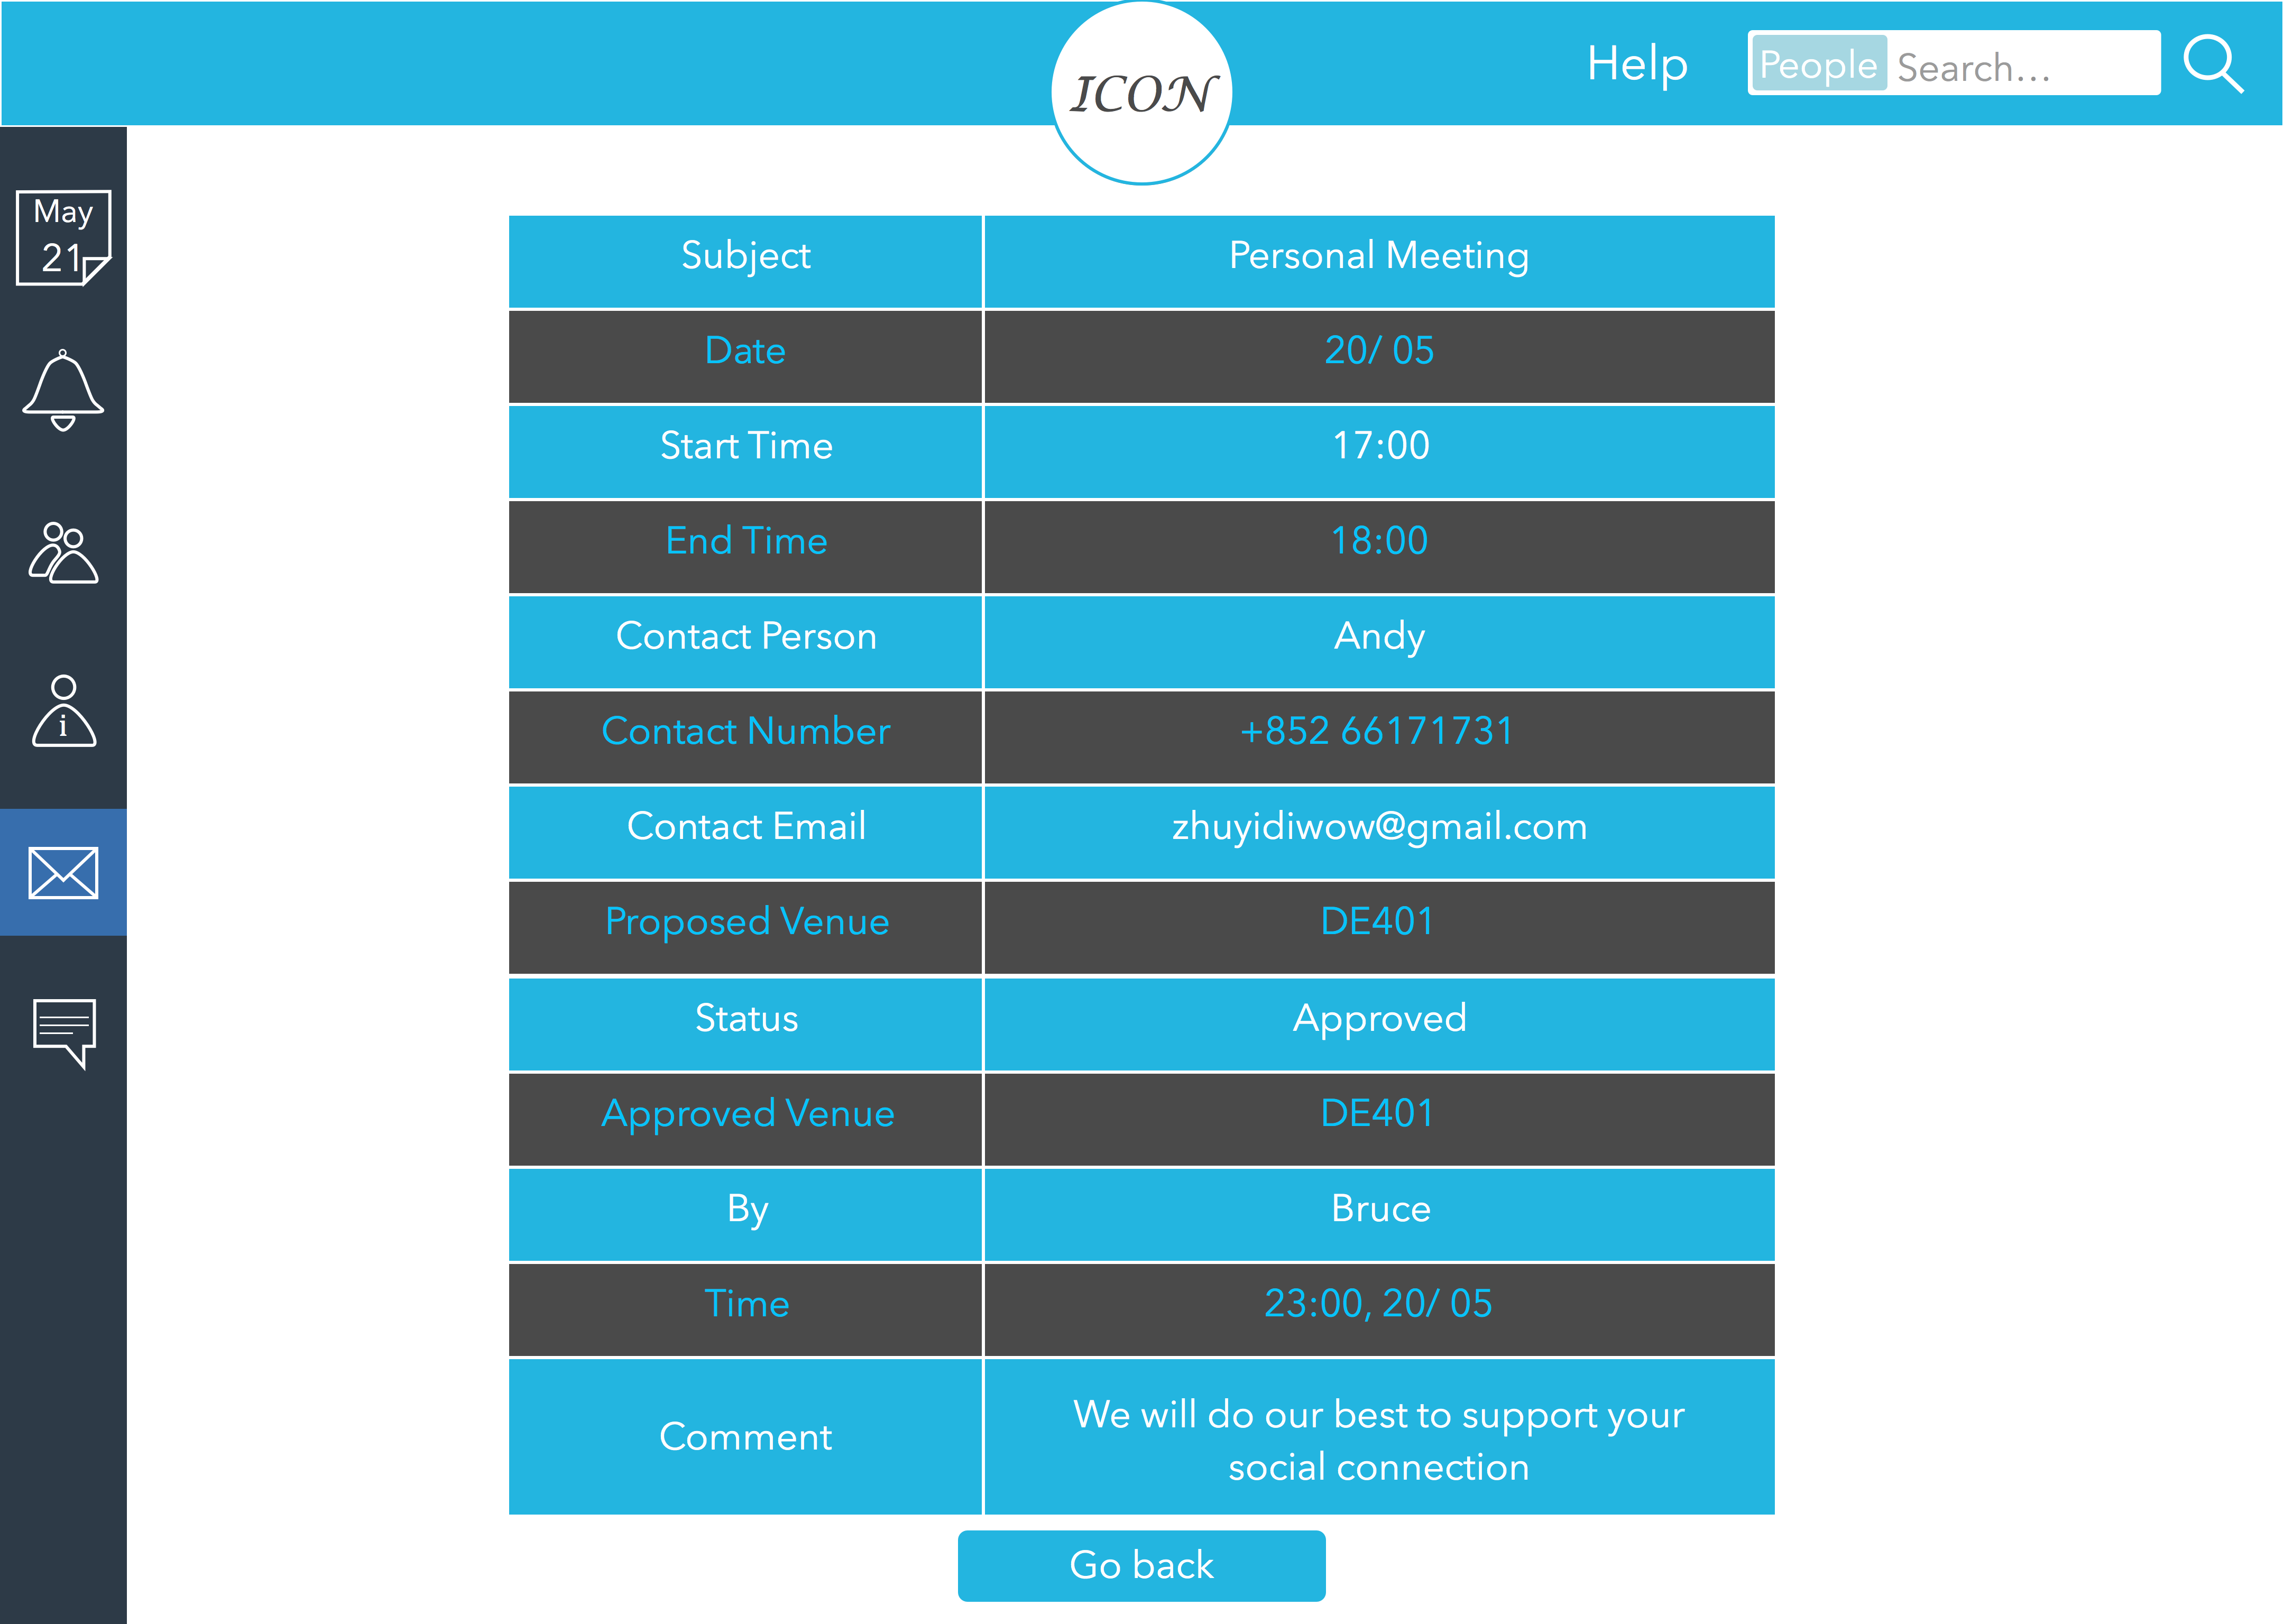 ICON
Help
People Search...
May
21
i
Subject Personal Meeting
Date 20/ 05
Start Time 17:00
End Time 18:00
Contact Person Andy
Contact Number +852 66171731
Contact Email zhuyidiwow@gmail.com
Proposed Venue DE401
Status Approved
Approved Venue DE401
By Bruce
Time 23:00, 20/ 05
Comment We will do our best to support your
social connection
Go back